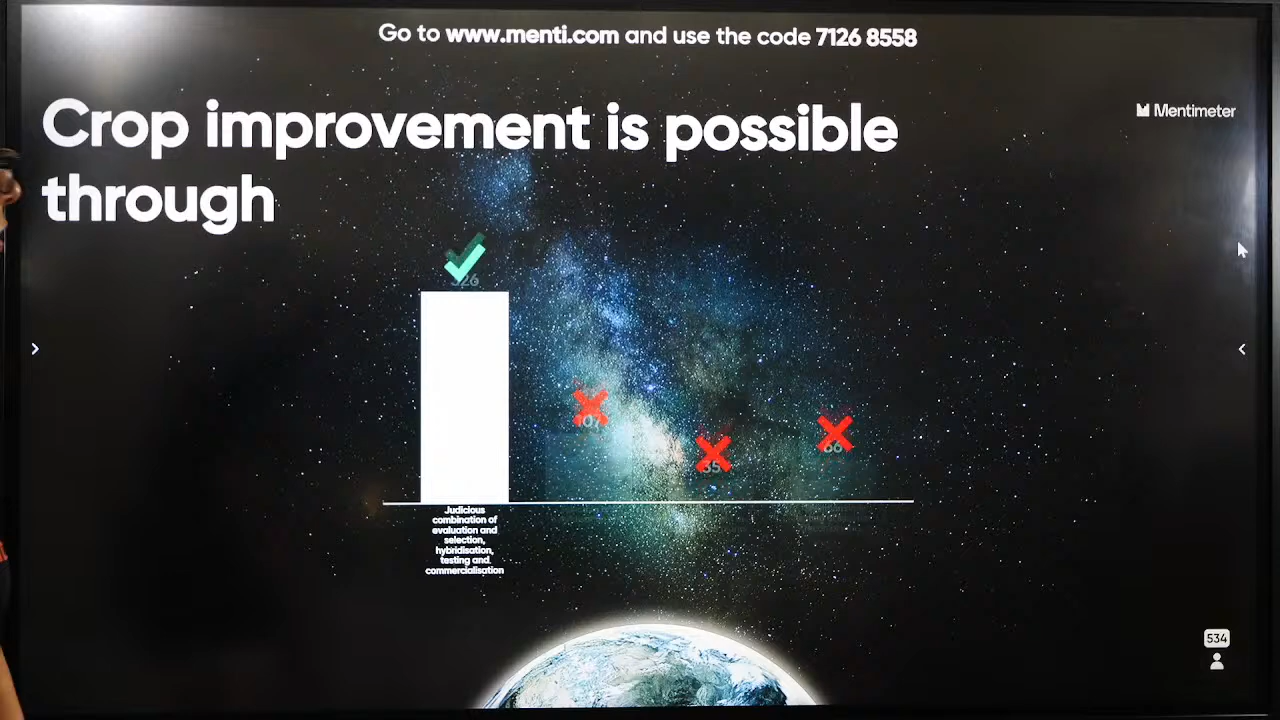 Go to www.menti.com and use the code 7126 8558
Crop improvement is possible
through
Mentimeter
Judicious
combination of
evaluation and
selection,
hybridisation,
testing and
commercialisation
534